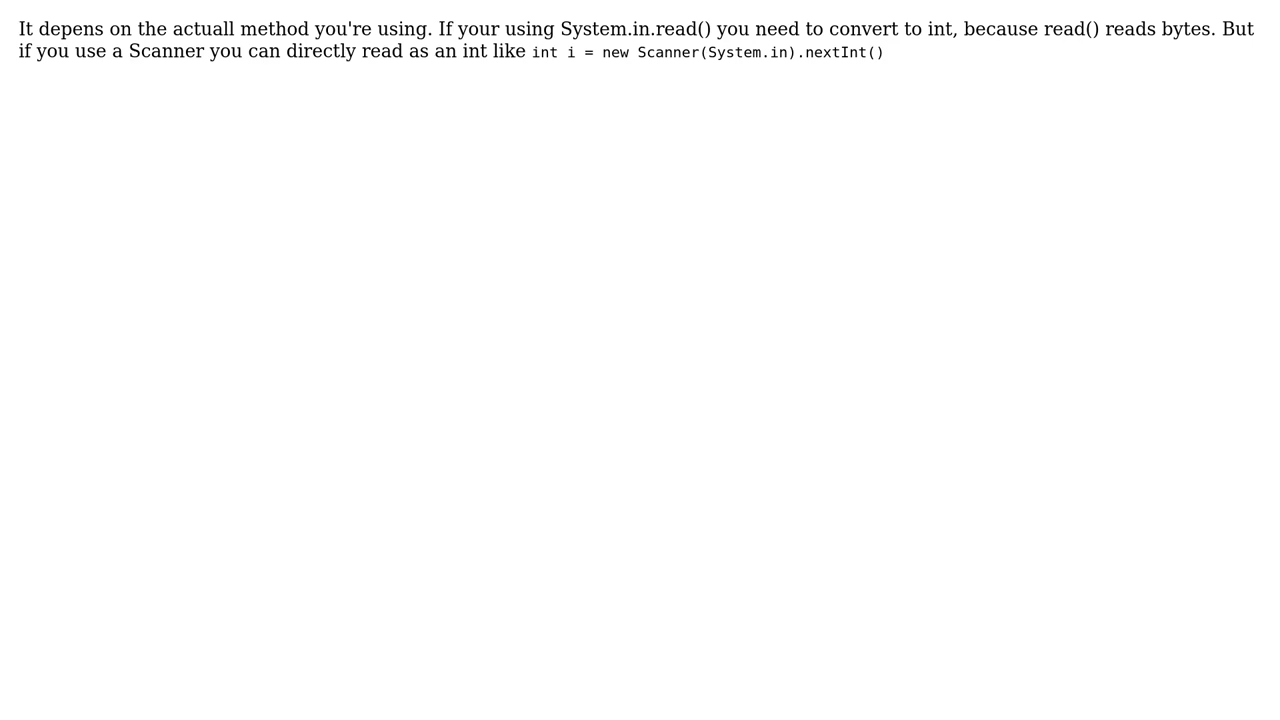 It depens on the actuall method you're using. If your using System.in.read() you need to convert to int, because read() reads bytes. But
if you use a Scanner you can directly read as an int like int i = new Scanner(System.in).nextInt()